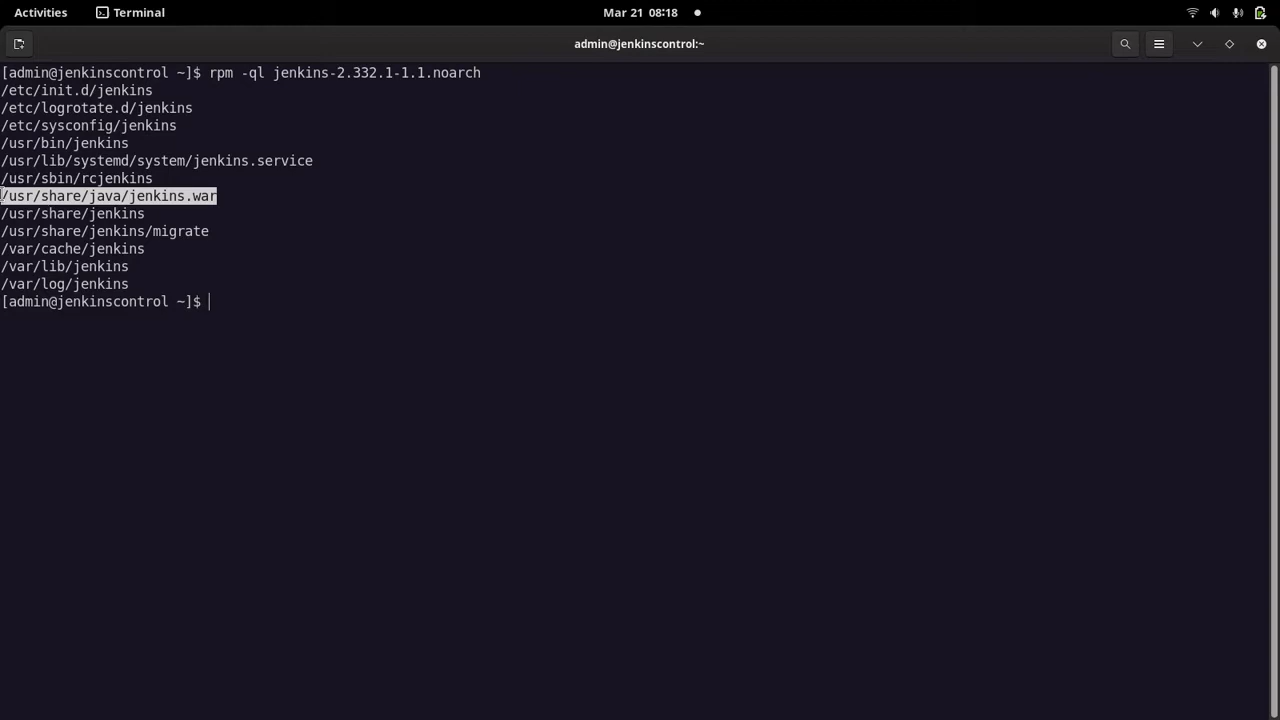 Activities Terminal Mar 21 08:18
admin@jenkinscontrol:~
[admin@jenkinscontrol ~]$ rpm -ql jenkins-2.332.1-1.1.noarch
/etc/init.d/jenkins
/etc/logrotate.d/jenkins
/etc/sysconfig/jenkins
/usr/bin/jenkins
/usr/lib/systemd/system/jenkins.service
/usr/sbin/rcjenkins
/usr/share/java/jenkins.war
/usr/share/jenkins
/usr/share/jenkins/migrate
/var/cache/jenkins
/var/lib/jenkins
/var/log/jenkins
[admin@jenkinscontrol ~]$